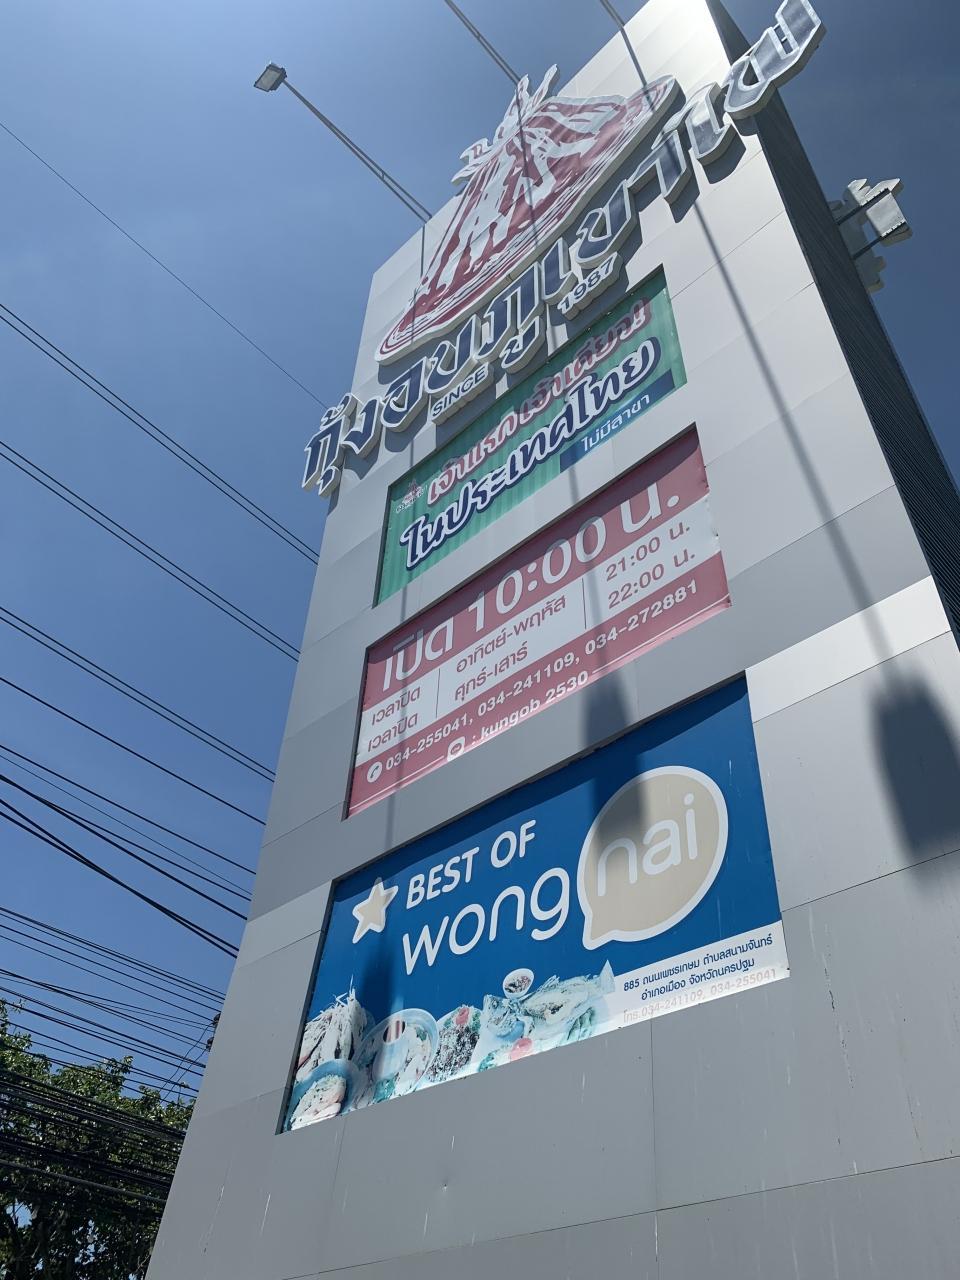 กุ้งอบภูเขาไฟ
SINCE 1987
เจ้าแรกเจ้าเดียว
ในประเทศไทย
ไม่มีสาขา
เปิด 10:00 น.
เวลาปิด อาทิตย์-พฤหัส 21:00 น.
เวลาปิด ศุกร์-เสาร์ 22:00 น.
034-255041, 034-241109, 034-272881
: kungob 2530
BEST OF
wongnai
885 ถนนเพชรเกษม ตำบลสนามจันทร์
อำเภอเมือง จังหวัดนครปฐม
โทร.034-241109, 034-255041